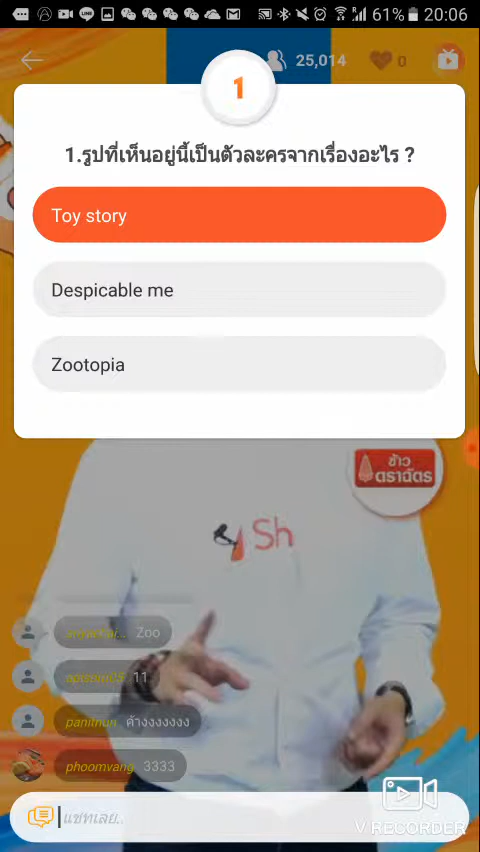 61% 20:06
25,014
0
1
1.รูปที่เห็นอยู่นี้เป็นตัวละครจากเรื่องอะไร ?
Toy story
Despicable me
Zootopia
ข้าว
ตราฉัตร
Sh
Zoo
11
panitnun ค้างงงงงงง
phoomvang 3333
แชทเลย..
V RECORDER